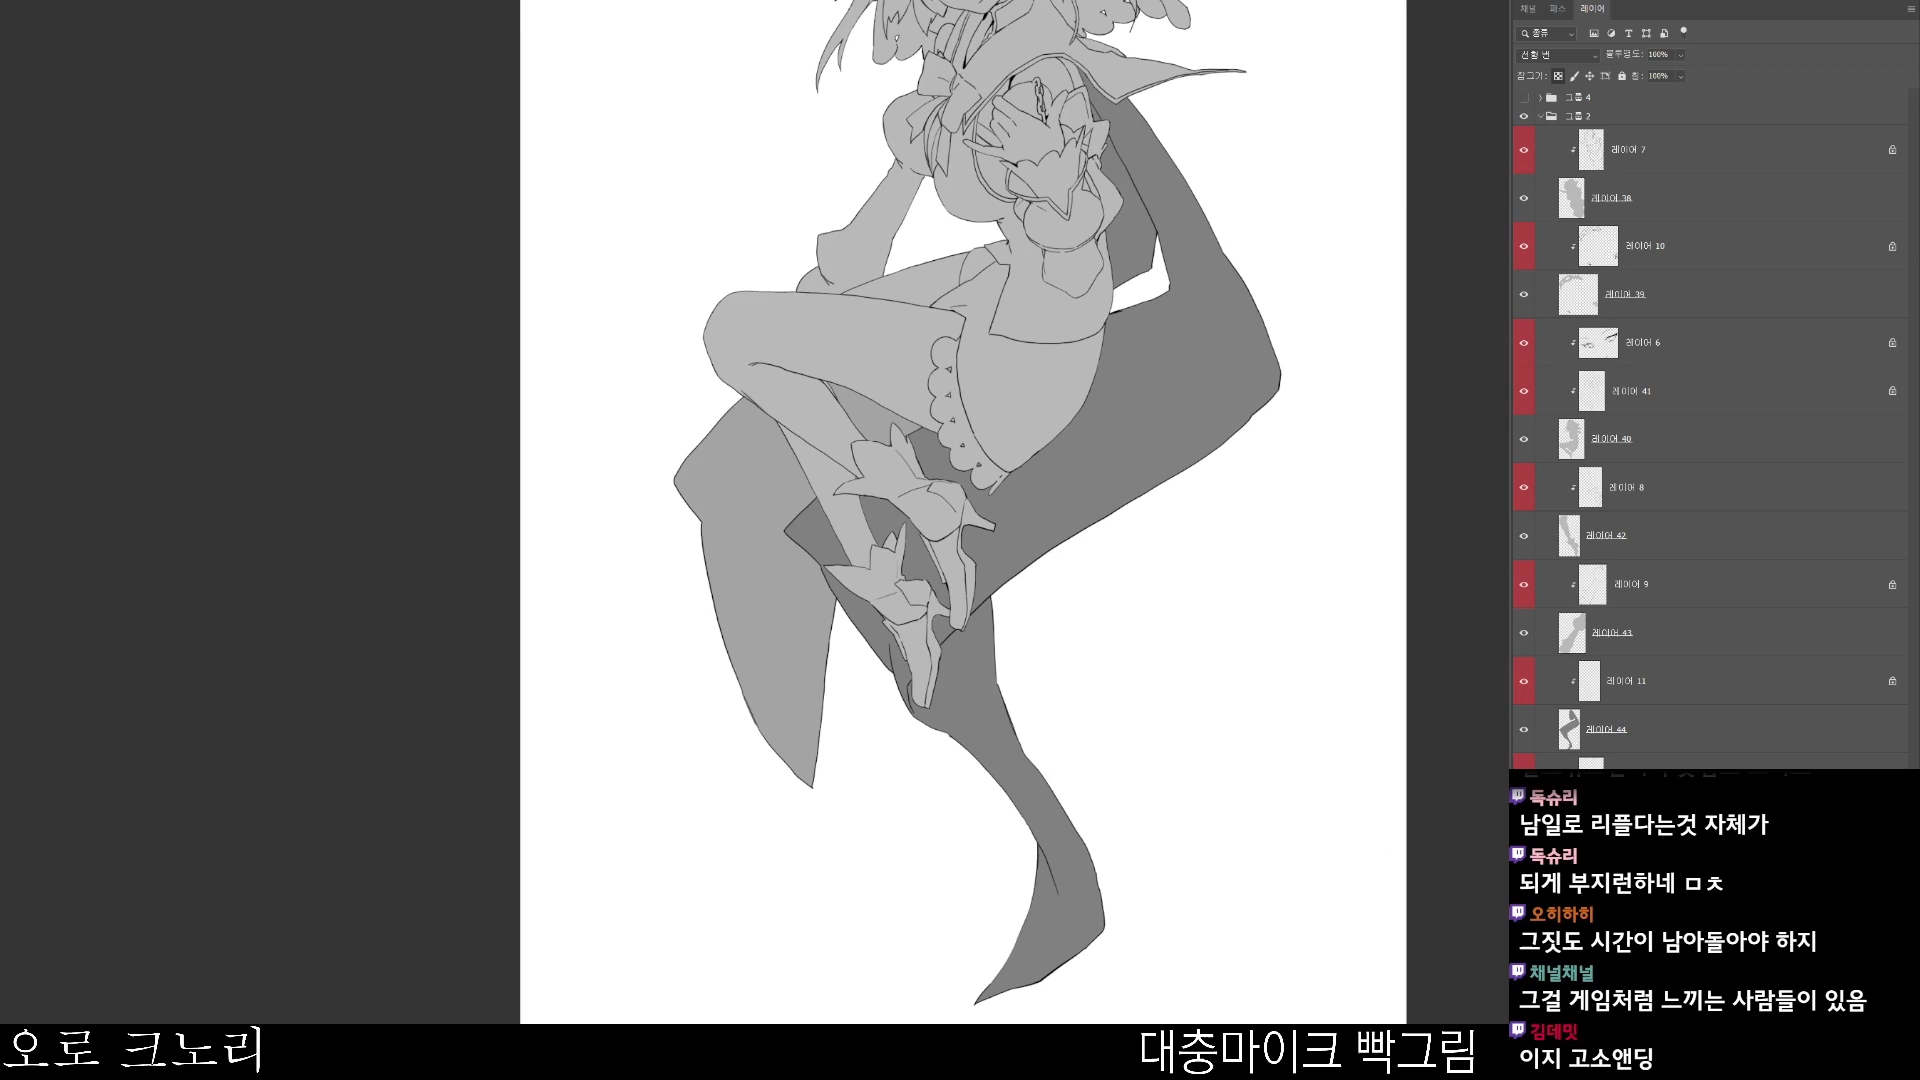 채널 패스 레이어
종류
선형 번 불투명도: 100%
잠그기: 칠: 100%
그룹 4
그룹 2
레이어 7
레이어 38
레이어 10
레이어 39
레이어 6
레이어 41
레이어 40
레이어 8
레이어 42
레이어 9
레이어 43
레이어 11
레이어 44
독슈리
남일로 리플다는것 자체가
독슈리
되게 부지런하네 ㅁㅊ
오히하히
그짓도 시간이 남아돌아야 하지
채널채널
그걸 게임처럼 느끼는 사람들이 있음
김데밋
이지 고소앤딩
오로 크노리
대충마이크 빡그림